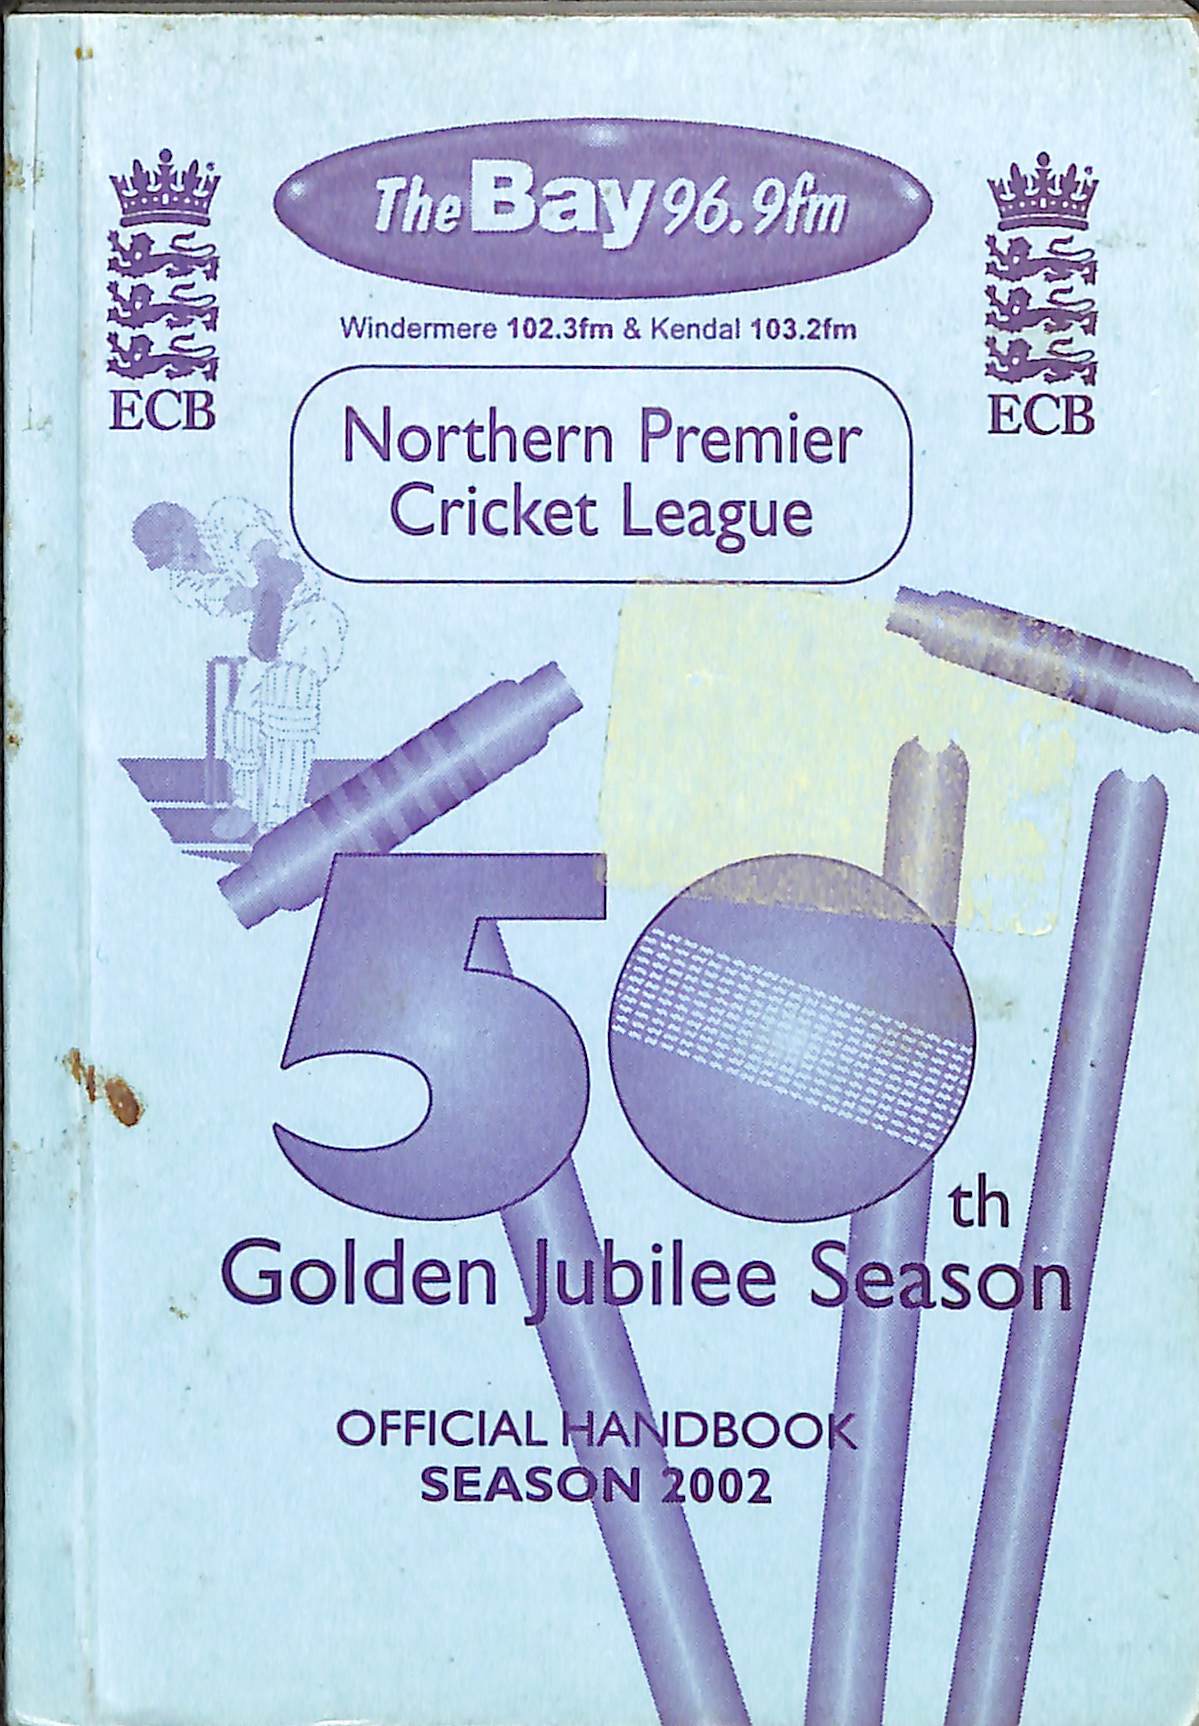 The Bay 96.9fm
Windermere 102.3fm & Kendal 103.2fm
ECB
ECB
Northern Premier
Cricket League
50th
Golden Jubilee Season
OFFICIAL HANDBOOK
SEASON 2002